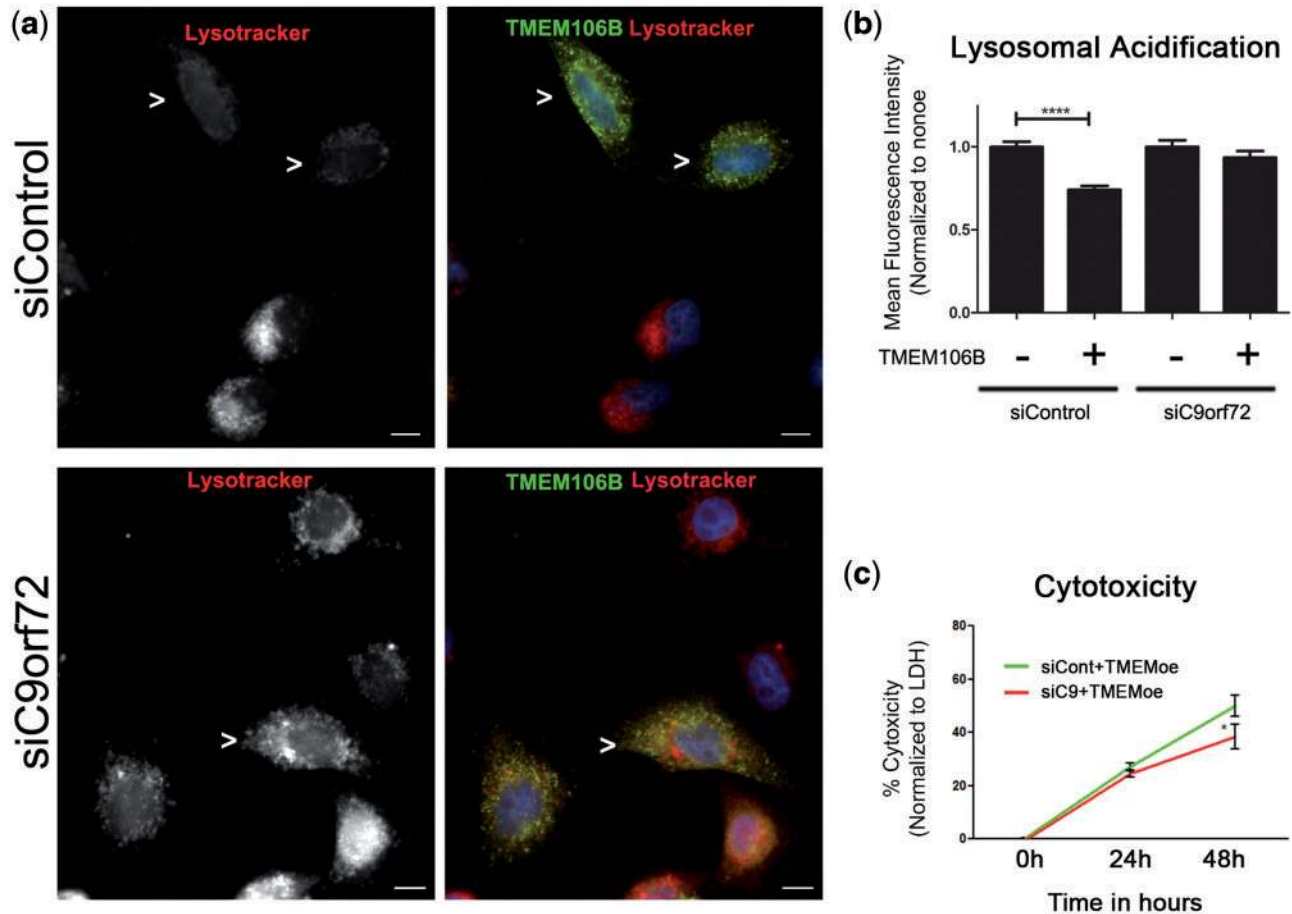 (a)
siControl
Lysotracker
TMEM106B Lysotracker
>
>
>
>
siC9orf72
Lysotracker
TMEM106B Lysotracker
>
>
(b)
Lysosomal Acidification
Mean Fluorescence Intensity
(Normalized to nonoe)
****
1.0
0.5
0.0
TMEM106B - + - +
siControl siC9orf72
(c)
Cytotoxicity
% Cytoxicity
(Normalized to LDH)
80
60
40
20
0
siCont+TMEMoe
siC9+TMEMoe
*
0h 24h 48h
Time in hours